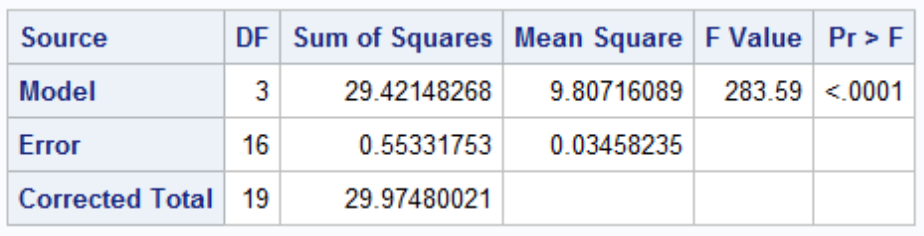 Source DF Sum of Squares Mean Square F Value Pr > F
Model 3 29.42148268 9.80716089 283.59 <.0001
Error 16 0.55331753 0.03458235
Corrected Total 19 29.97480021